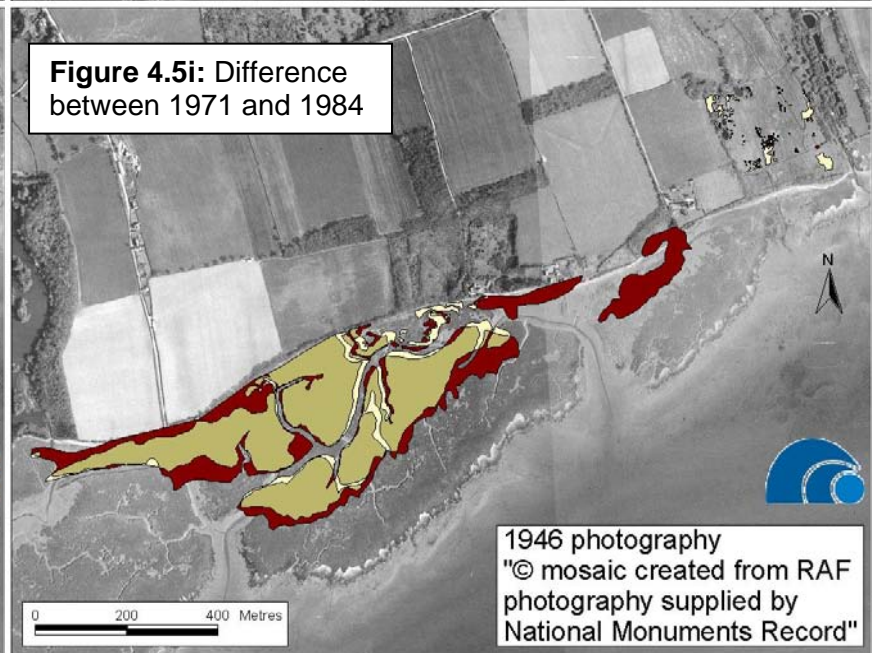 Figure 4.5i: Difference
between 1971 and 1984
N
0 200 400 Metres
1946 photography
"© mosaic created from RAF
photography supplied by
National Monuments Record"